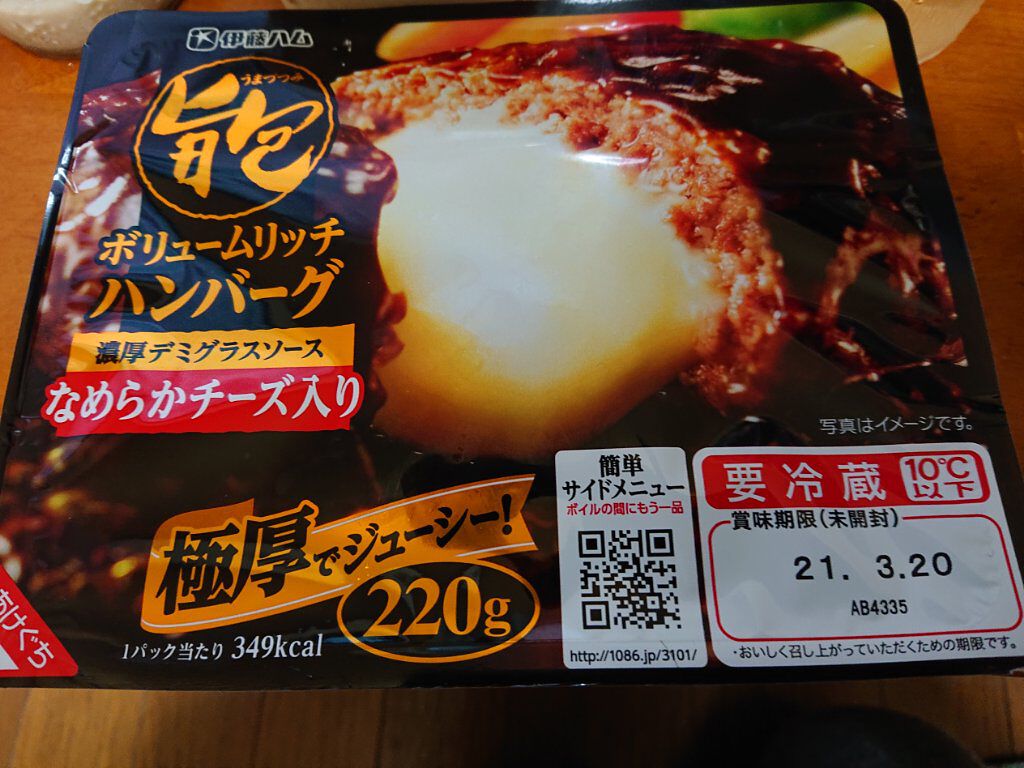 伊藤ハム
うまづつみ
旨包
ボリュームリッチ
ハンバーグ
濃厚デミグラスソース
なめらかチーズ入り
写真はイメージです。
極厚でジューシー!
220g
1パック当たり 349kcal
あけぐち
簡単
サイドメニュー
ボイルの間にもう一品
http://1086.jp/3101/
要冷蔵 10℃以下
賞味期限(未開封)
21. 3.20
AB4335
・おいしく召し上がっていただくための期限です。